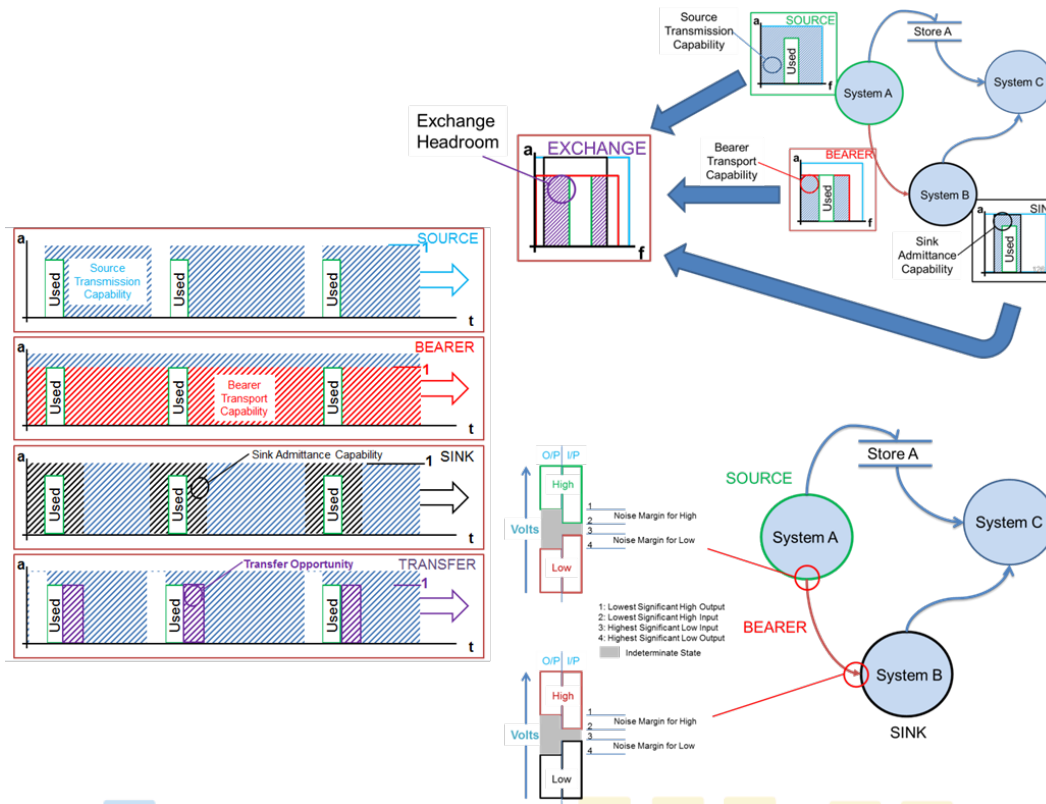 a
SOURCE
Source
Transmission
Capability
Used
f
Store A
System A
System C
System B
Exchange
Headroom
a
EXCHANGE
f
Bearer
Transport
Capability
a
BEARER
Used
f
a
SIN
Used
Sink
Admittance
Capability
a
SOURCE
1
Used
Source
Transmission
Capability
Used
Used
t
a
BEARER
1
Used
Used
Bearer
Transport
Capability
Used
t
a
Sink Admittance Capability
1
SINK
Used
Used
Used
t
a
Transfer Opportunity
TRANSFER
1
Used
Used
Used
t
O/P I/P
High
Volts
Low
1
2
3
4
Noise Margin for High
Noise Margin for Low
1: Lowest Significant High Output
2: Lowest Significant High Input
3: Highest Significant Low Input
4: Highest Significant Low Output
Indeterminate State
O/P I/P
High
Volts
Low
1
2
3
4
Noise Margin for High
Noise Margin for Low
SOURCE
Store A
System A
System C
BEARER
System B
SINK